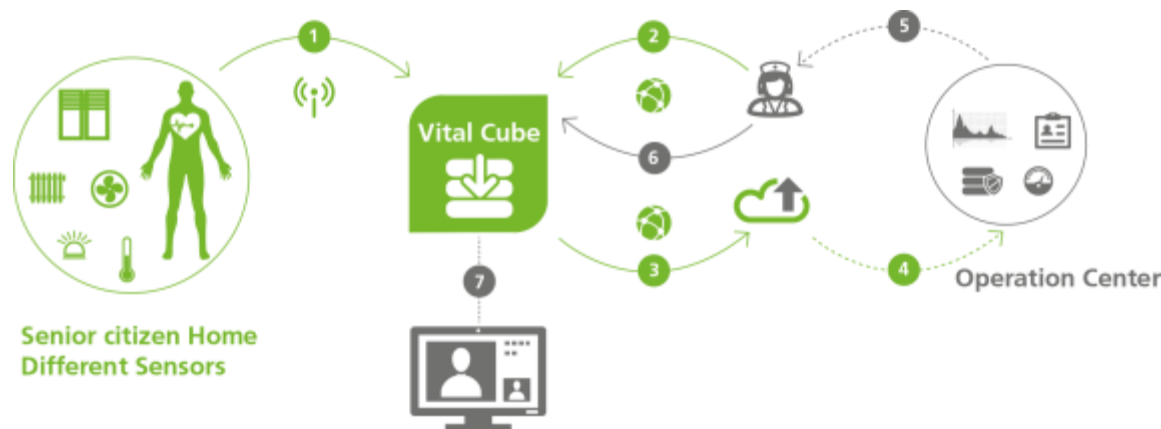 1
2
5
Vital Cube
6
3
4
7
Operation Center
Senior citizen Home
Different Sensors